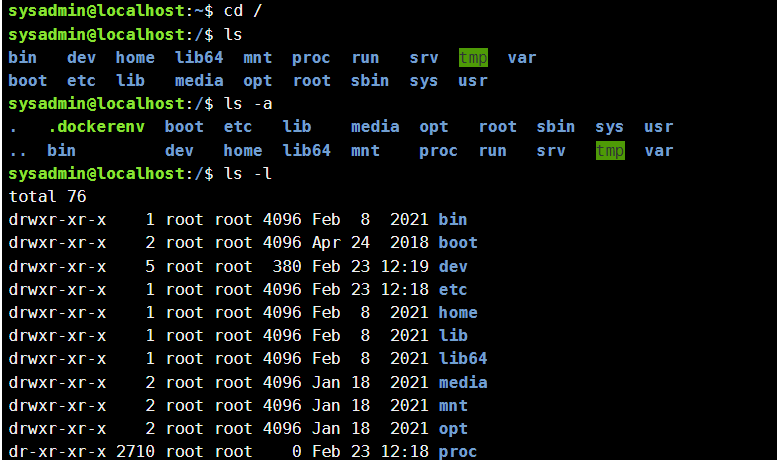 sysadmin@localhost:~$ cd /
sysadmin@localhost:/$ ls
bin   dev  home  lib64  mnt  proc  run   srv  tmp  var
boot  etc  lib   media  opt  root  sbin  sys  usr
sysadmin@localhost:/$ ls -a
.   .dockerenv  boot  etc   lib    media  opt   root  sbin  sys  usr
..  bin         dev   home  lib64  mnt    proc  run   srv   tmp  var
sysadmin@localhost:/$ ls -l
total 76
drwxr-xr-x    1 root root 4096 Feb  8  2021 bin
drwxr-xr-x    2 root root 4096 Apr 24  2018 boot
drwxr-xr-x    5 root root  380 Feb 23 12:19 dev
drwxr-xr-x    1 root root 4096 Feb 23 12:18 etc
drwxr-xr-x    1 root root 4096 Feb  8  2021 home
drwxr-xr-x    1 root root 4096 Feb  8  2021 lib
drwxr-xr-x    1 root root 4096 Feb  8  2021 lib64
drwxr-xr-x    2 root root 4096 Jan 18  2021 media
drwxr-xr-x    2 root root 4096 Jan 18  2021 mnt
drwxr-xr-x    2 root root 4096 Jan 18  2021 opt
dr-xr-xr-x 2710 root root    0 Feb 23 12:18 proc